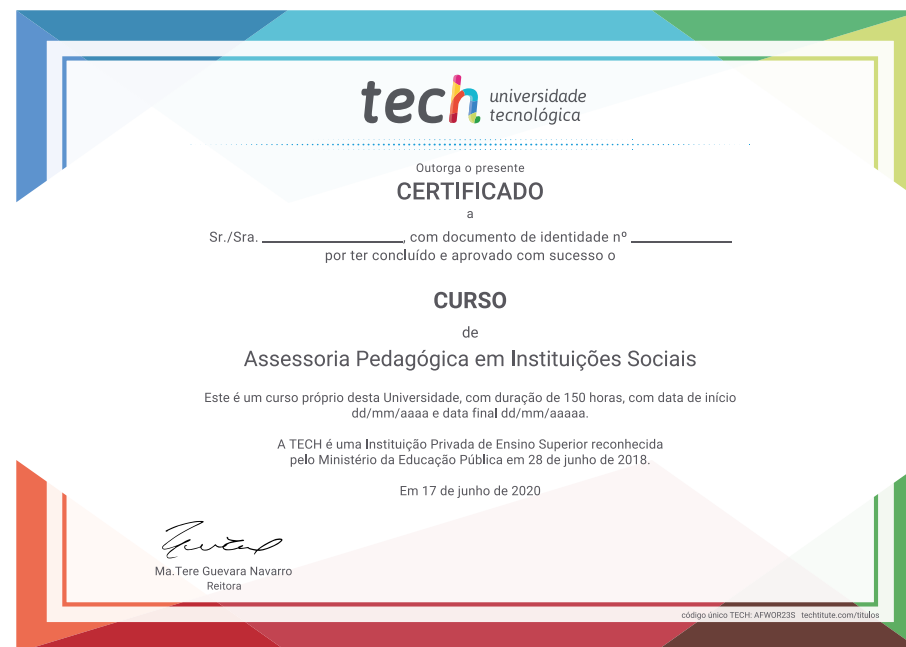 tech universidade
tecnológica
Outorga o presente
CERTIFICADO
a
Sr./Sra. ____________________, com documento de identidade nº ______________
por ter concluído e aprovado com sucesso o
CURSO
de
Assessoria Pedagógica em Instituições Sociais
Este é um curso próprio desta Universidade, com duração de 150 horas, com data de início
dd/mm/aaaa e data final dd/mm/aaaaa.
A TECH é uma Instituição Privada de Ensino Superior reconhecida
pelo Ministério da Educação Pública em 28 de junho de 2018.
Em 17 de junho de 2020
Ma.Tere Guevara Navarro
Reitora
código único TECH: AFWOR23S techtitute.com/titulos